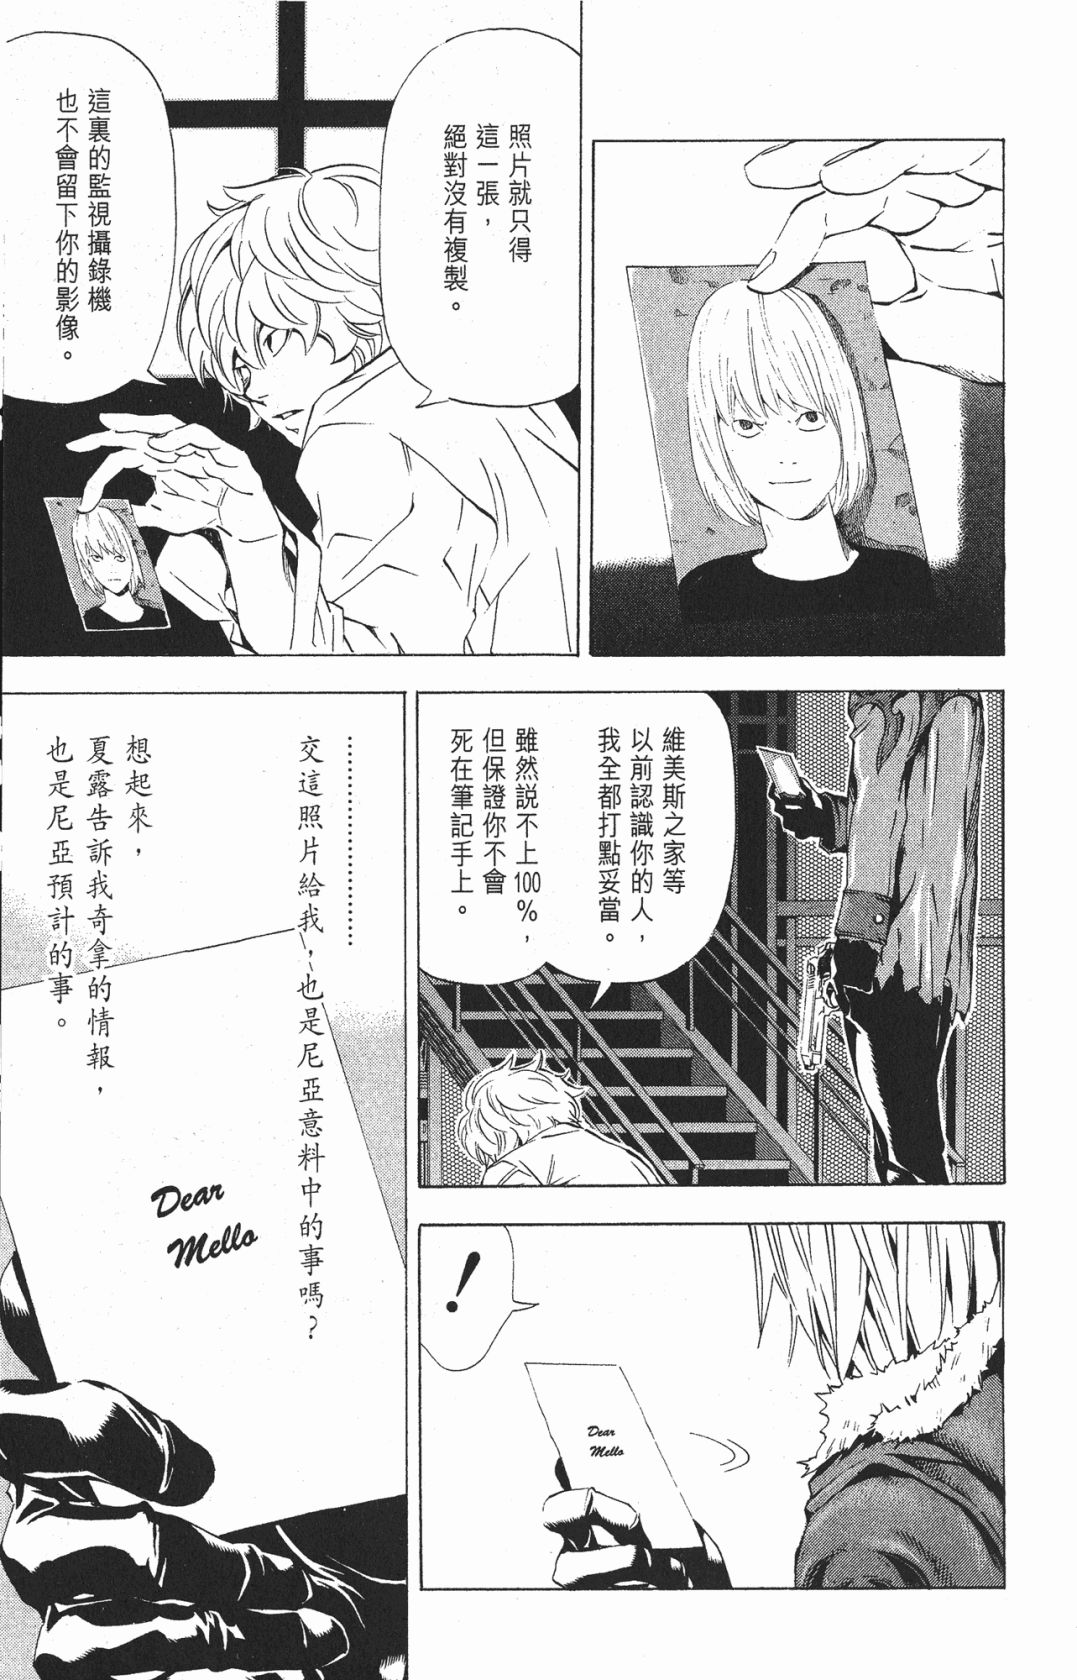 照片就只得
這一張，
絕對沒有複製。
這裏的監視攝錄機
也不會留下你的影像。
維美斯之家等
以前認識你的人，
我全都打點妥當。
雖然說不上100%，
但保證你不會
死在筆記手上。
！
Dear
Mello
………………………
交這照片給我，也是尼亞意料中的事嗎？
想起來，
夏露告訴我奇拿的情報，
也是尼亞預計的事。
Dear
Mello